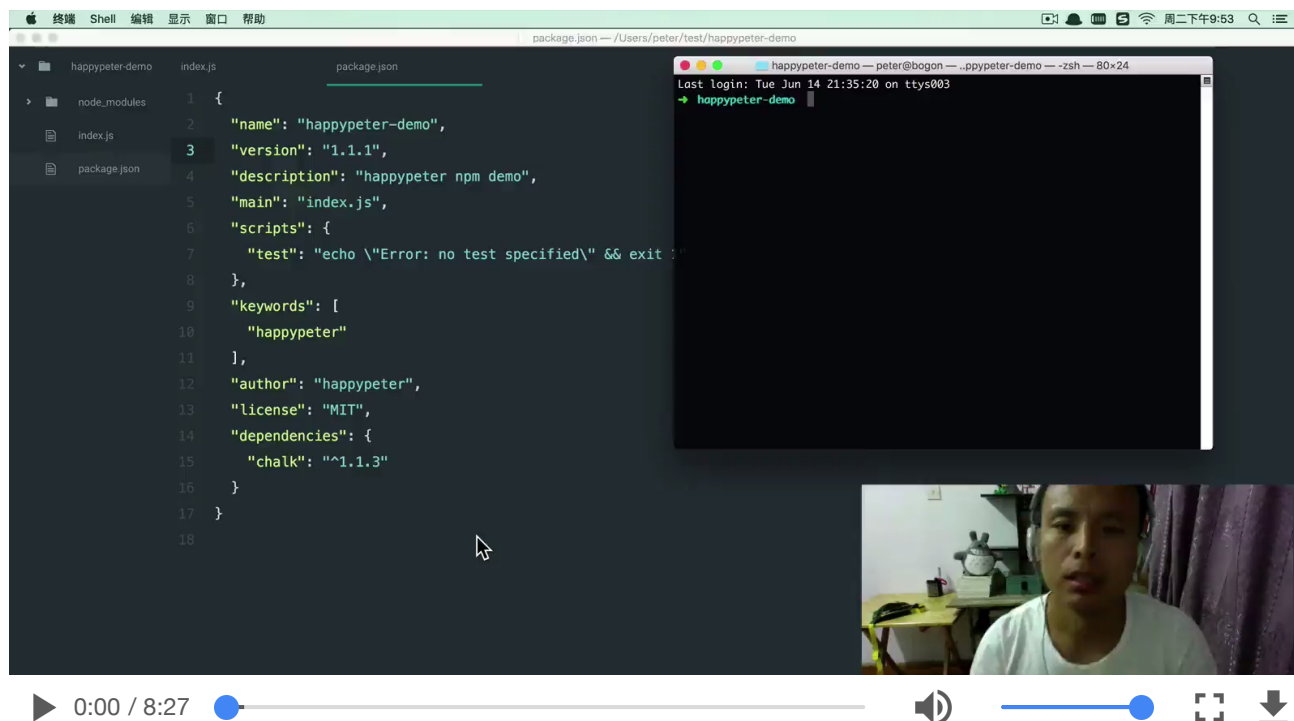 终端 Shell 编辑 显示 窗口 帮助 周二下午9:53
package.json — /Users/peter/test/happypeter-demo
happypeter-demo index.js package.json
node_modules
index.js
package.json
1 {
2 "name": "happypeter-demo",
3 "version": "1.1.1",
4 "description": "happypeter npm demo",
5 "main": "index.js",
6 "scripts": {
7 "test": "echo \"Error: no test specified\" && exit 1"
8 },
9 "keywords": [
10 "happypeter"
11 ],
12 "author": "happypeter",
13 "license": "MIT",
14 "dependencies": {
15 "chalk": "^1.1.3"
16 }
17 }
18
happypeter-demo — peter@bogon — ..ppypeter-demo — -zsh — 80×24
Last login: Tue Jun 14 21:35:20 on ttys003
➜ happypeter-demo
0:00 / 8:27